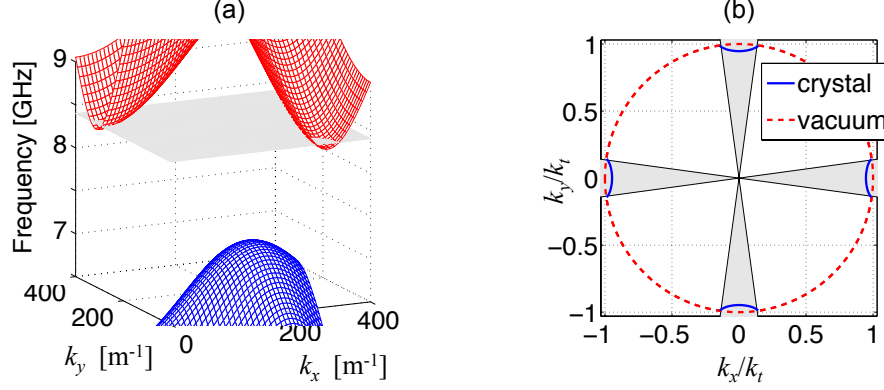 (a)
9
8
7
Frequency [GHz]
400
200
0
200
400
k_y [m⁻¹]
k_x [m⁻¹]
(b)
1
0.5
0
−0.5
−1
k_y/k_t
crystal
vacuum
−1
−0.5
0
0.5
1
k_x/k_t